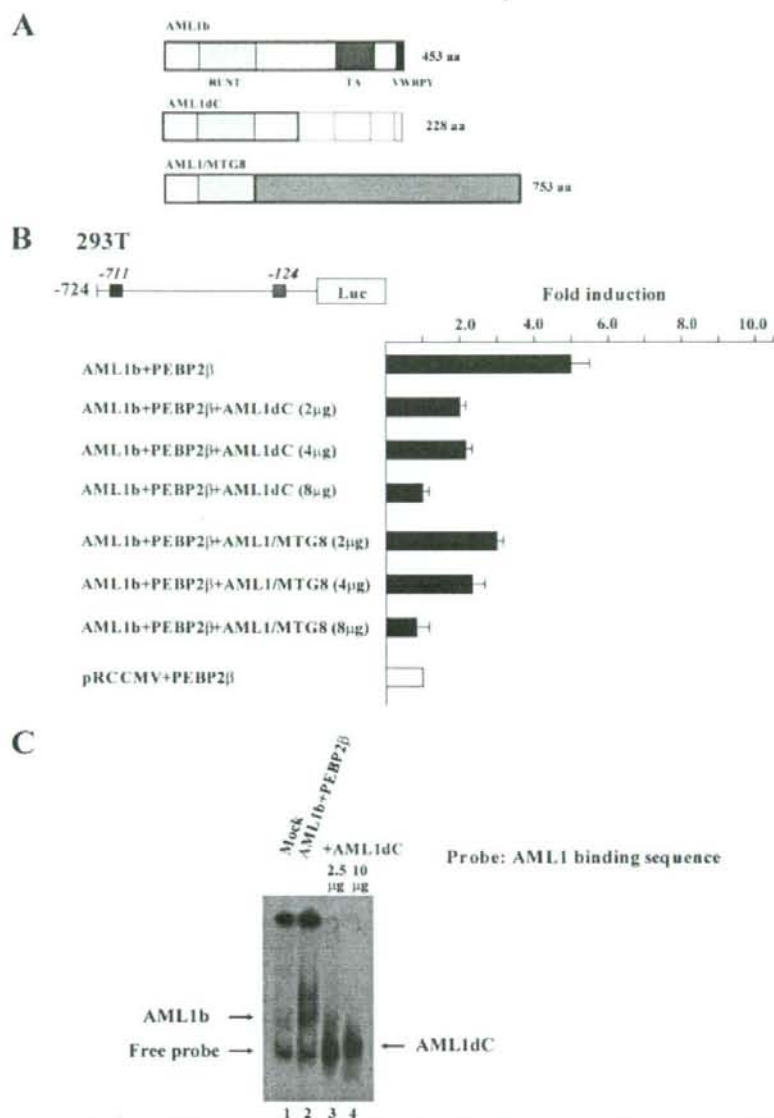 A
AML1b
453 aa
RUNT TA VWRPY
AML1dC
228 aa
AML1/MTG8
753 aa
B 293T
-711 -124
-724 Luc
Fold induction
2.0 4.0 6.0 8.0 10.0
AML1b+PEBP2β
AML1b+PEBP2β+AML1dC (2μg)
AML1b+PEBP2β+AML1dC (4μg)
AML1b+PEBP2β+AML1dC (8μg)
AML1b+PEBP2β+AML1/MTG8 (2μg)
AML1b+PEBP2β+AML1/MTG8 (4μg)
AML1b+PEBP2β+AML1/MTG8 (8μg)
pRCCMV+PEBP2β
C
Mock
AML1b+PEBP2β
+AML1dC
2.5 10
μg μg
Probe: AML1 binding sequence
AML1b
Free probe
AML1dC
1 2 3 4